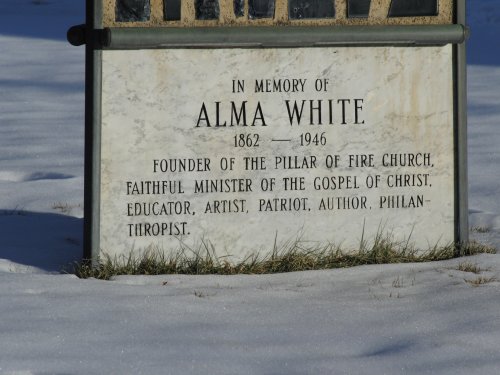 IN MEMORY OF
ALMA WHITE
1862 — 1946
FOUNDER OF THE PILLAR OF FIRE CHURCH,
FAITHFUL MINISTER OF THE GOSPEL OF CHRIST,
EDUCATOR, ARTIST, PATRIOT, AUTHOR, PHILAN-
THROPIST.